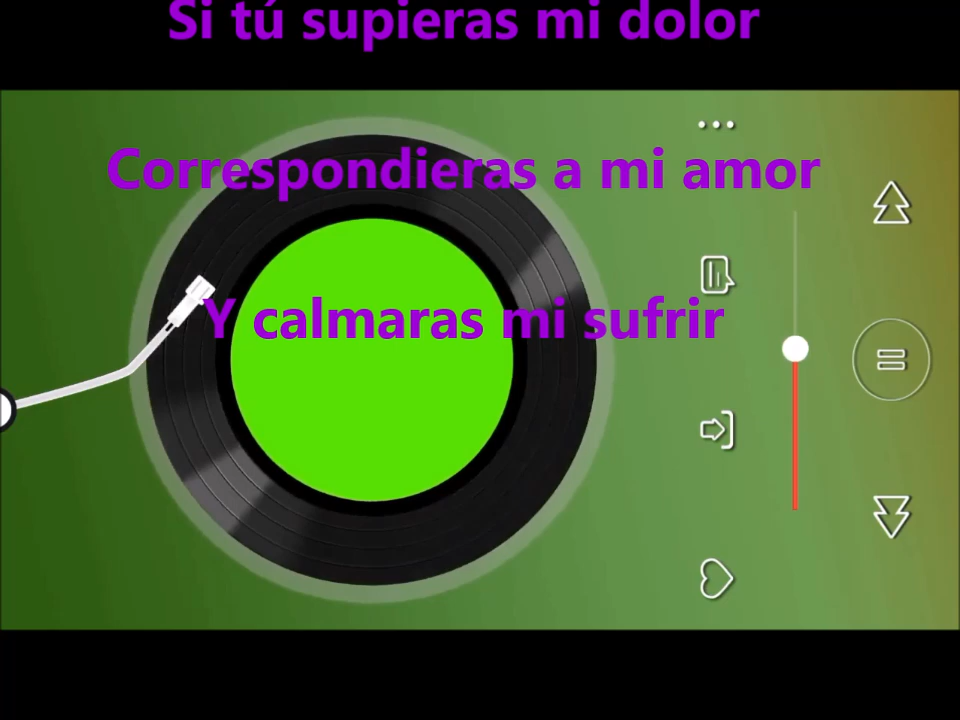 Si tú supieras mi dolor
Correspondieras a mi amor
Y calmaras mi sufrir